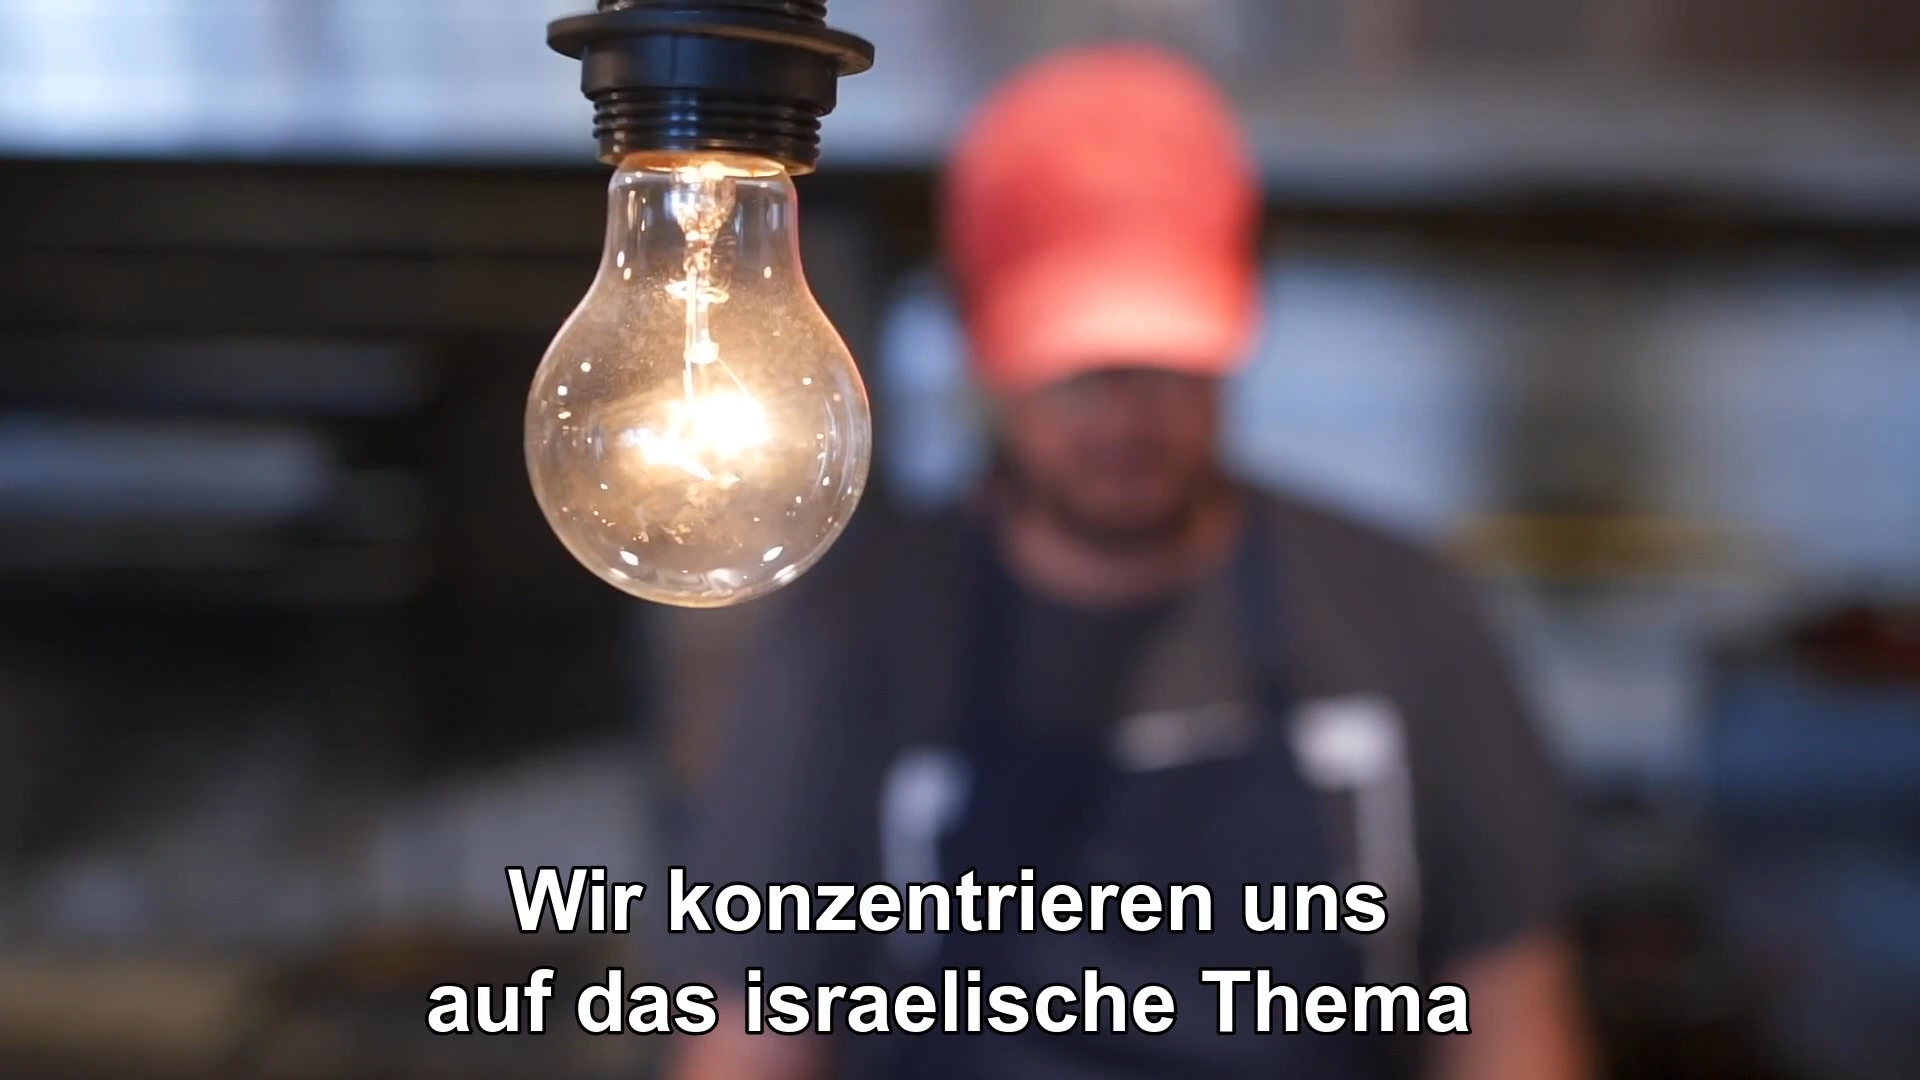 Wir konzentrieren uns
auf das israelische Thema